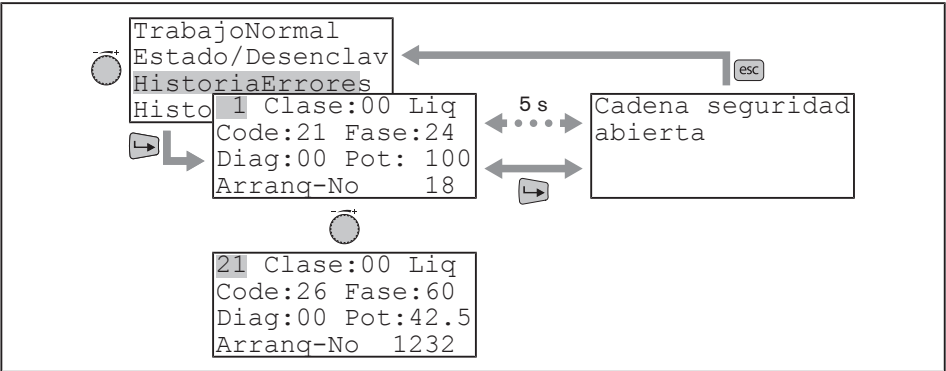 TrabajoNormal
Estado/Desenclav
HistoriaErrores
Histo
esc
1 Clase:00 Liq
Code:21 Fase:24
Diag:00 Pot: 100
Arranq-No 18
5 s
Cadena seguridad
abierta
21 Clase:00 Liq
Code:26 Fase:60
Diag:00 Pot:42.5
Arranq-No 1232